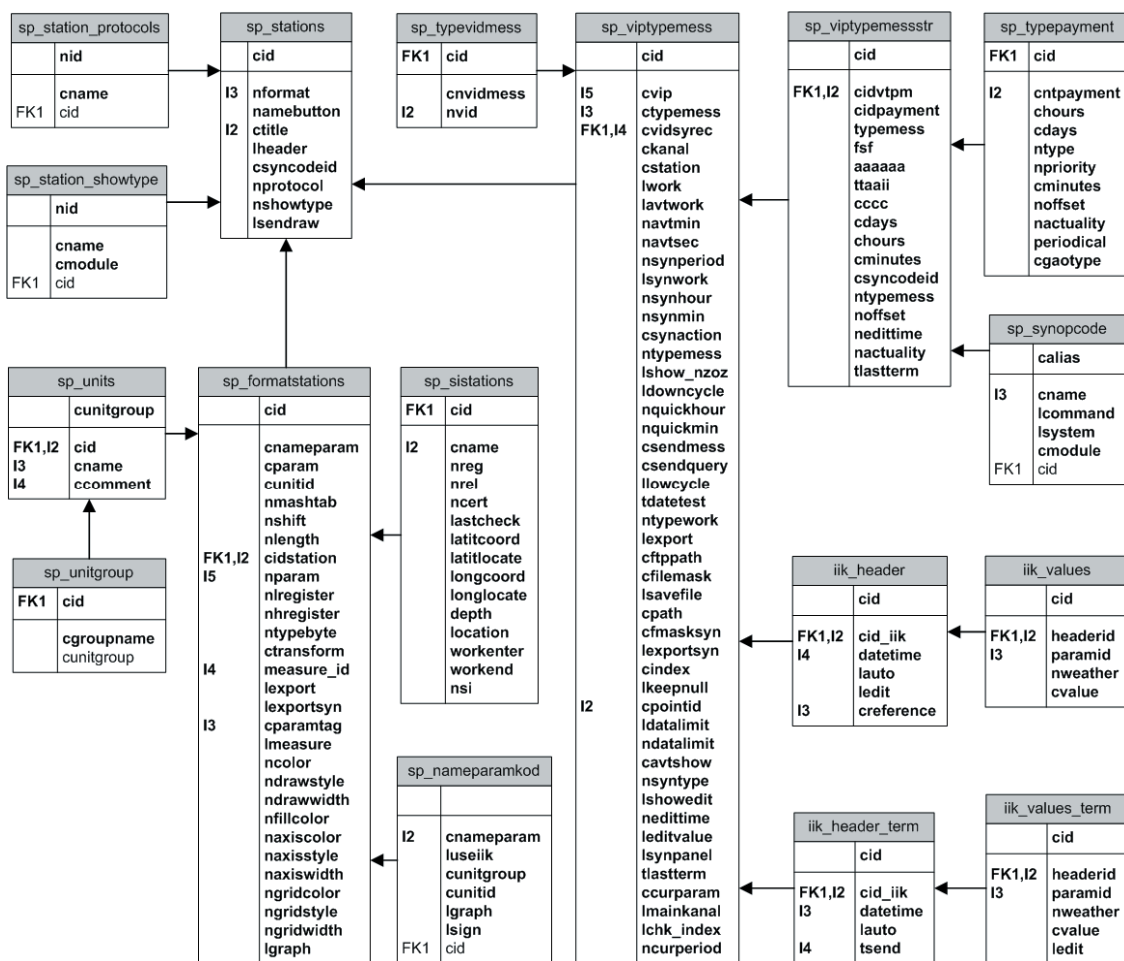 sp_station_protocols
nid
cname
FK1 cid
sp_stations
cid
I3 nformat
namebutton
I2 ctitle
lheader
csyncodeid
nprotocol
nshowtype
lsendraw
sp_typevidmess
FK1 cid
cnvidmess
I2 nvid
sp_viptypemess
cid
I5 cvip
I3 ctypemess
FK1,I4 cvidsyrec
ckanal
cstation
lwork
lavtwork
navtmin
navtsec
nsynperiod
lsynwork
nsynhour
nsynmin
csynaction
ntypemess
lshow_nzoz
ldowncycle
nquickhour
nquickmin
csendmess
csendquery
llowcycle
tdatetest
ntypework
lexport
cftppath
cfilemask
lsavefile
cpath
cfmasksyn
lexportsyn
cindex
lkeepnull
I2 cpointid
ldatalimit
ndatalimit
cavtshow
nsyntype
lshowedit
nedittime
leditvalue
lsynpanel
tlastterm
ccurparam
lmainkanal
lchk_index
ncurperiod
sp_viptypemessstr
cid
FK1,I2 cidvtpm
cidpayment
typemess
fsf
aaaaaa
ttaaii
cccc
cdays
chours
cminutes
csyncodeid
ntypemess
noffset
nedittime
nactuality
tlastterm
sp_typepayment
FK1 cid
I2 cntpayment
chours
cdays
ntype
npriority
cminutes
noffset
nactuality
periodical
cgaotype
sp_station_showtype
nid
cname
cmodule
FK1 cid
sp_synopcode
calias
I3 cname
lcommand
lsystem
cmodule
FK1 cid
sp_units
cunitgroup
FK1,I2 cid
I3 cname
I4 ccomment
sp_formatstations
cid
cnameparam
cparam
cunitid
nmashtab
nshift
nlength
FK1,I2 cidstation
I5 nparam
nlregister
nhregister
ntypebyte
ctransform
I4 measure_id
lexport
lexportsyn
I3 cparamtag
lmeasure
ncolor
ndrawstyle
ndrawwidth
nfillcolor
naxiscolor
naxisstyle
naxiswidth
ngridcolor
ngridstyle
ngridwidth
lgraph
sp_sistations
FK1 cid
I2 cname
nreg
nrel
ncert
lastcheck
latitcoord
latitlocate
longcoord
longlocate
depth
location
workenter
workend
nsi
sp_unitgroup
FK1 cid
cgroupname
cunitgroup
iik_header
cid
FK1,I2 cid_iik
I4 datetime
lauto
ledit
I3 creference
iik_values
cid
FK1,I2 headerid
I3 paramid
nweather
cvalue
sp_nameparamkod
I2 cnameparam
luseiik
cunitgroup
cunitid
lgraph
lsign
FK1 cid
iik_header_term
cid
FK1,I2 cid_iik
I3 datetime
lauto
I4 tsend
iik_values_term
cid
FK1,I2 headerid
I3 paramid
nweather
cvalue
ledit